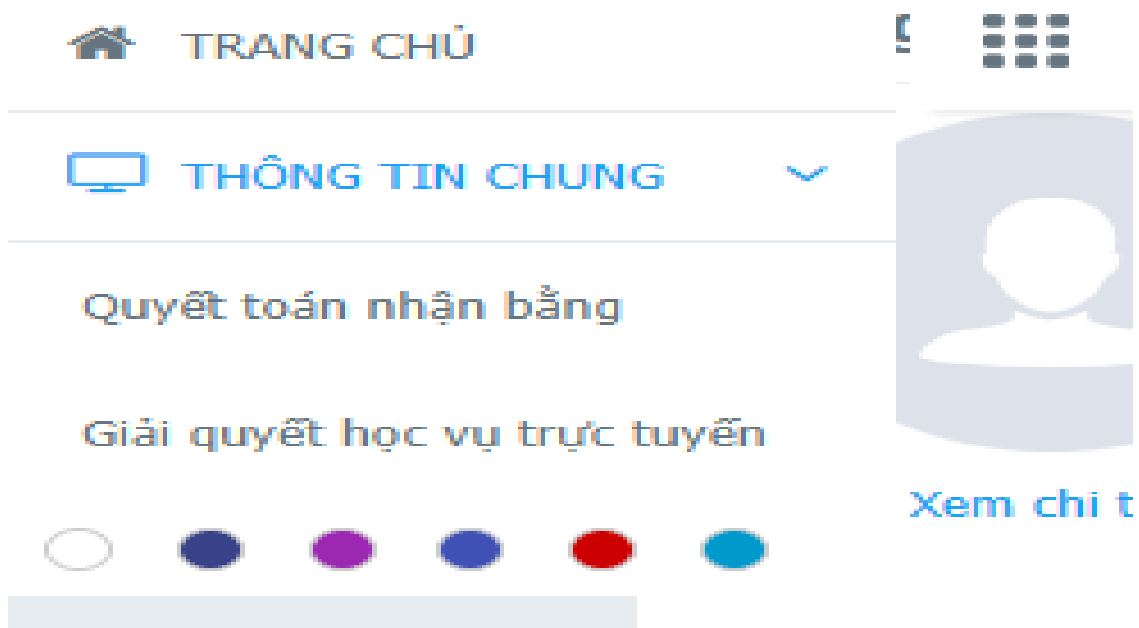 TRANG CHỦ
THÔNG TIN CHUNG
Quyết toán nhận bằng
Giải quyết học vụ trực tuyến
Xem chi